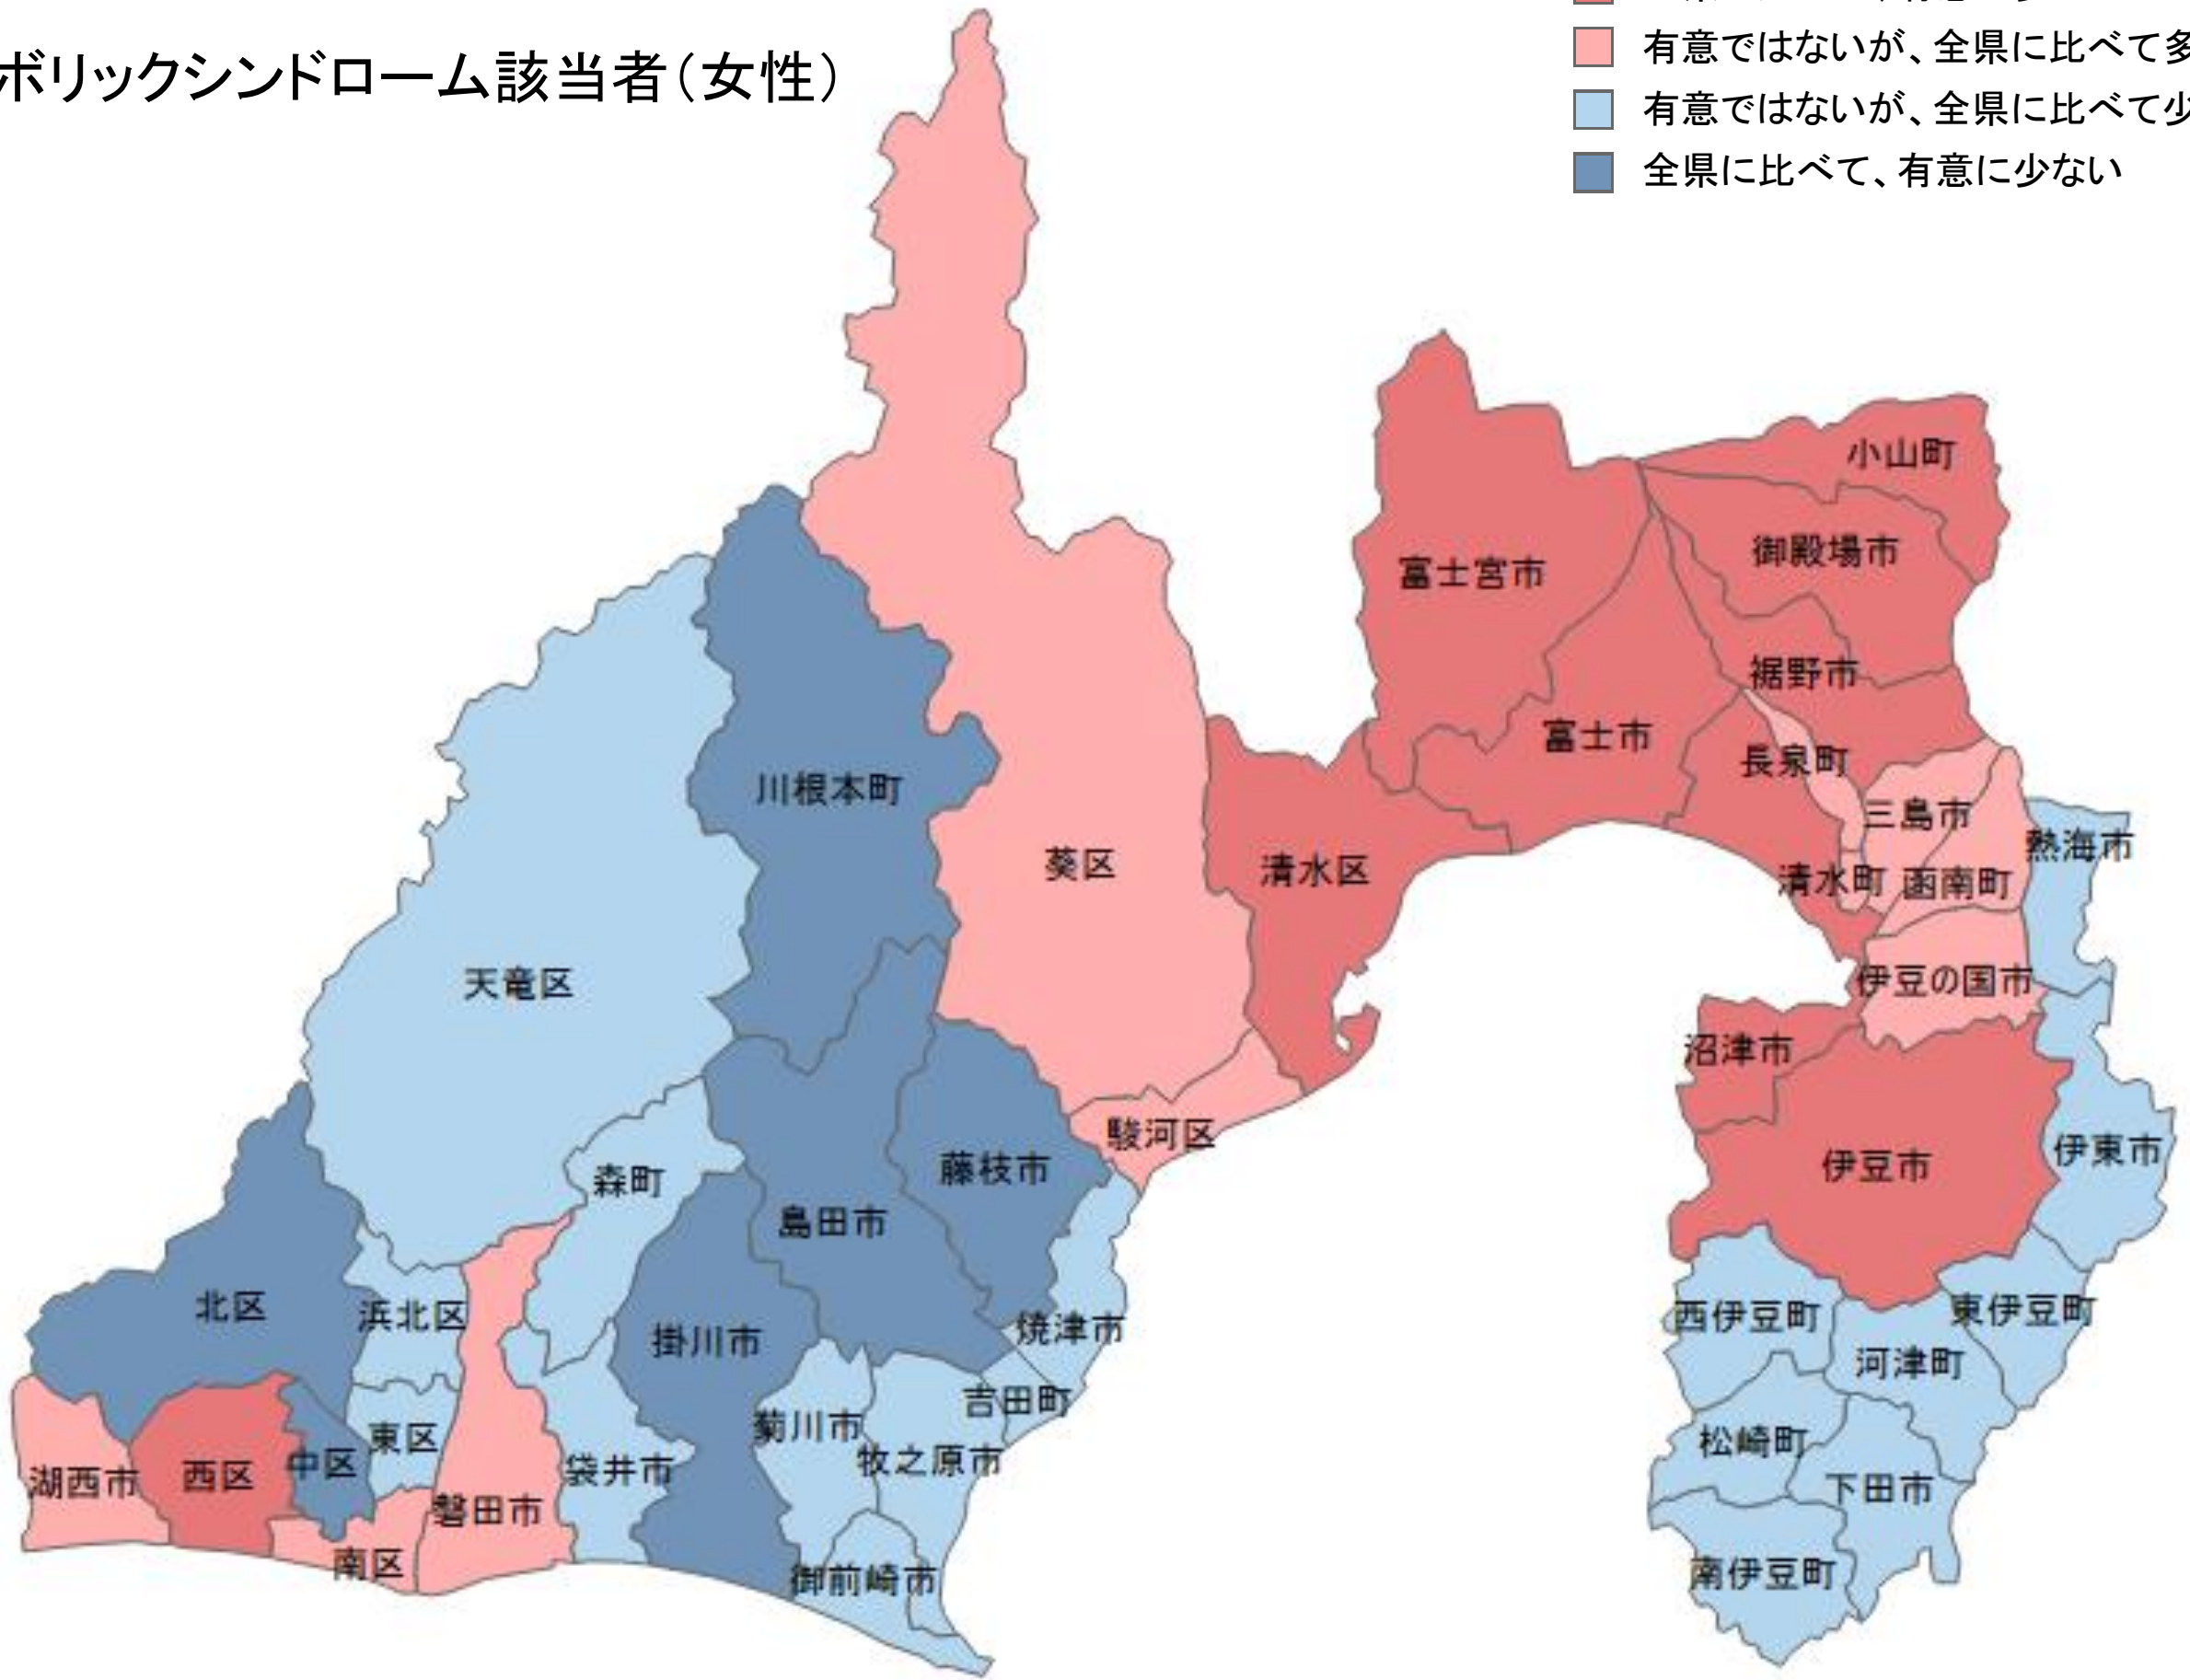 ボリックシンドローム該当者(女性)
有意ではないが、全県に比べて多
有意ではないが、全県に比べて少
全県に比べて、有意に少ない
小山町
御殿場市
富士宮市
裾野市
富士市
長泉町
川根本町
三島市
熱海市
葵区
清水区
清水町
函南町
天竜区
伊豆の国市
沼津市
駿河区
伊東市
伊豆市
藤枝市
森町
島田市
北区
浜北区
西伊豆町
東伊豆町
焼津市
掛川市
河津町
吉田町
菊川市
東区
松崎町
牧之原市
中区
袋井市
西区
湖西市
下田市
磐田市
南区
御前崎市
南伊豆町